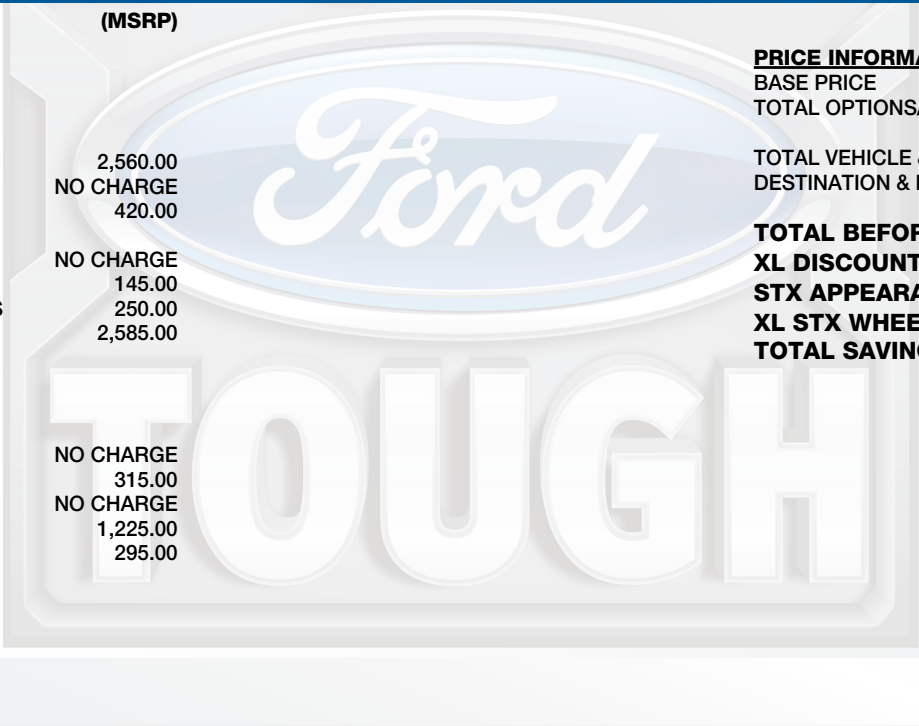 (MSRP)
2,560.00
NO CHARGE
420.00
NO CHARGE
145.00
250.00
2,585.00
NO CHARGE
315.00
NO CHARGE
1,225.00
295.00
PRICE INFORMA
BASE PRICE
TOTAL OPTIONS
TOTAL VEHICLE &
DESTINATION &
TOTAL BEFOR
XL DISCOUNT
STX APPEARA
XL STX WHEE
TOTAL SAVING
Ford
TOUGH